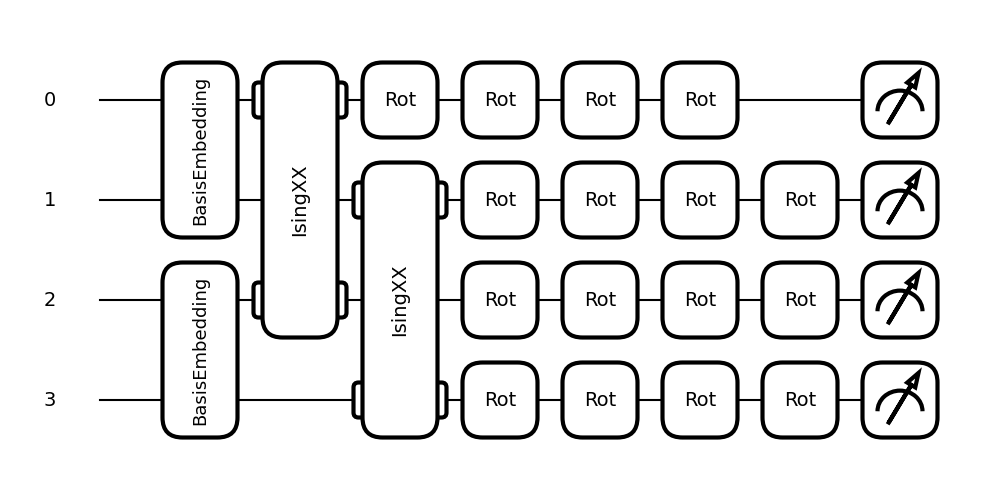 0 BasisEmbedding IsingXX Rot Rot Rot Rot
1 IsingXX Rot Rot Rot Rot
2 BasisEmbedding Rot Rot Rot Rot
3 Rot Rot Rot Rot